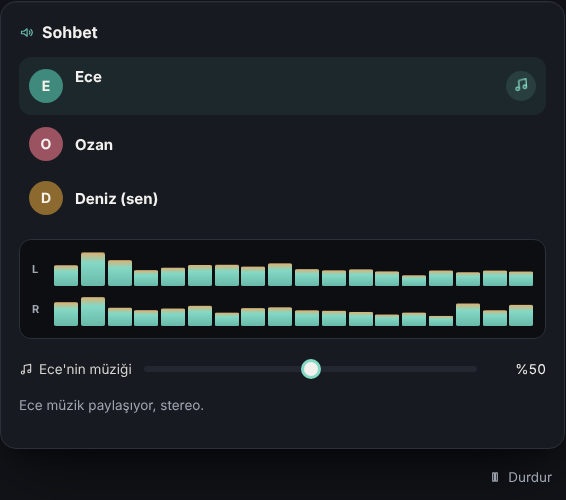 Sohbet
E Ece
O Ozan
D Deniz (sen)
L
R
Ece'nin müziği %50
Ece müzik paylaşıyor, stereo.
Durdur